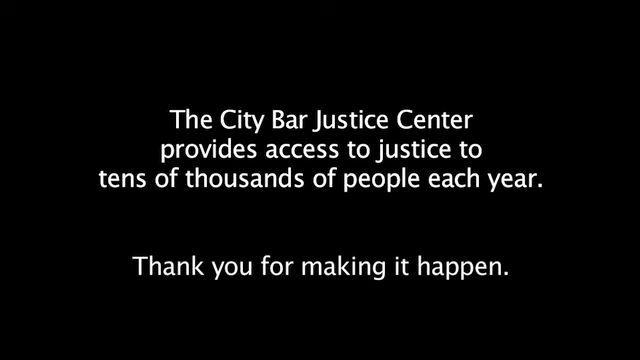 The City Bar Justice Center
provides access to justice to
tens of thousands of people each year.
Thank you for making it happen.